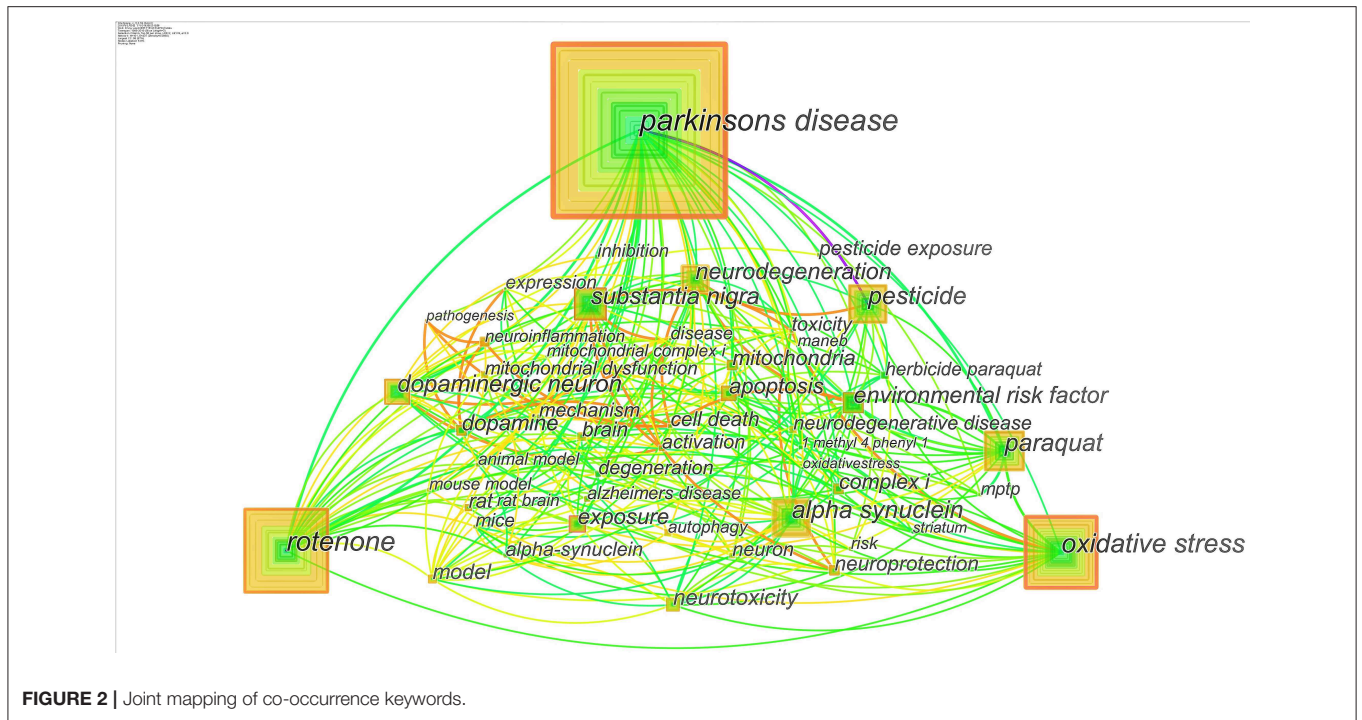 parkinsons disease
inhibition
pesticide exposure
neurodegeneration
expression
substantia nigra
pesticide
pathogenesis
toxicity
neuroinflammation
disease
maneb
mitochondrial complex i
mitochondria
mitochondrial dysfunction
herbicide paraquat
dopaminergic neuron
apoptosis
environmental risk factor
mechanism
dopamine
cell death
neurodegenerative disease
brain
activation
1 methyl 4 phenyl 1
paraquat
animal model
oxidativestress
degeneration
mouse model
complex i
mptp
rat
rat brain
alzheimers disease
mice
exposure
autophagy
alpha synuclein
striatum
rotenone
alpha-synuclein
neuron
risk
oxidative stress
model
neuroprotection
neurotoxicity
FIGURE 2 | Joint mapping of co-occurrence keywords.